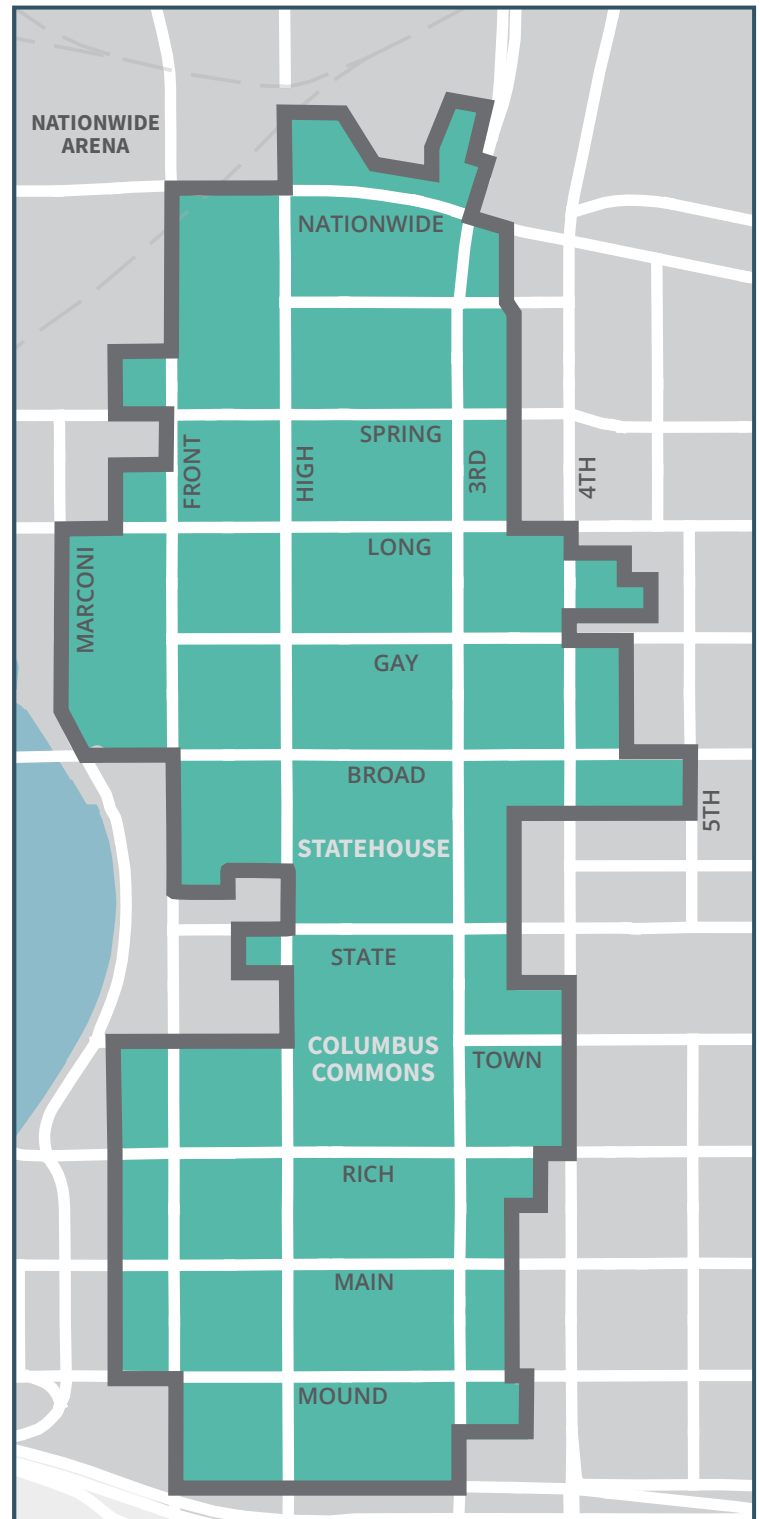 NATIONWIDE
ARENA
NATIONWIDE
SPRING
FRONT
HIGH
3RD
4TH
LONG
MARCONI
GAY
BROAD
5TH
STATEHOUSE
STATE
COLUMBUS
COMMONS
TOWN
RICH
MAIN
MOUND